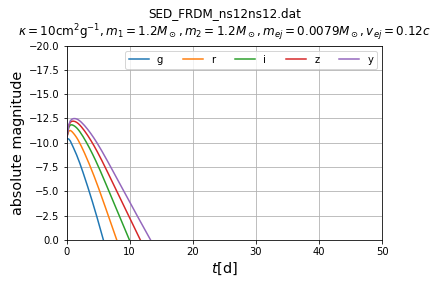 SED_FRDM_ns12ns12.dat
κ = 10cm²g⁻¹, m₁ = 1.2M⊙, m₂ = 1.2M⊙, mₑⱼ = 0.0079M⊙, vₑⱼ = 0.12c
g r i z y
absolute magnitude
−20.0
−17.5
−15.0
−12.5
−10.0
−7.5
−5.0
−2.5
0.0
0 10 20 30 40 50
t[d]